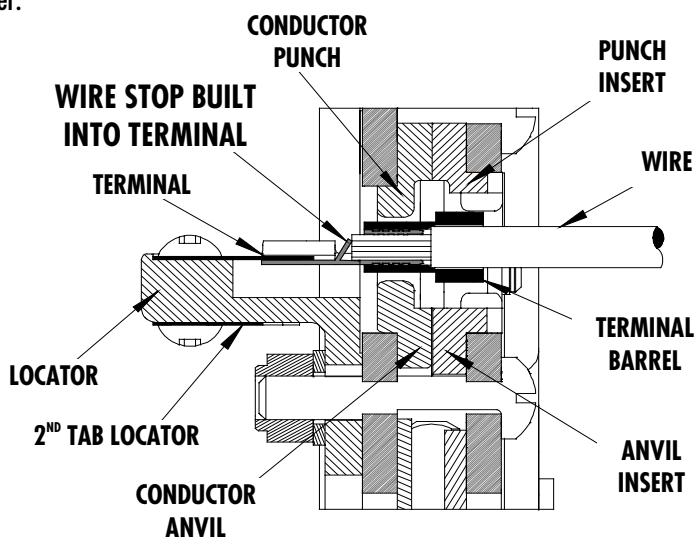 CONDUCTOR
PUNCH
PUNCH
INSERT
WIRE STOP BUILT
INTO TERMINAL
WIRE
TERMINAL
LOCATOR
TERMINAL
BARREL
2ND TAB LOCATOR
ANVIL
INSERT
CONDUCTOR
ANVIL